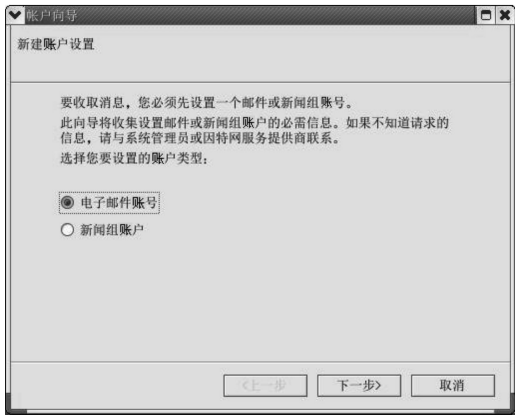 帐户向导
新建账户设置
要收取消息，您必须先设置一个邮件或新闻组账号。
此向导将收集设置邮件或新闻组账户的必需信息。如果不知道请求的
信息，请与系统管理员或因特网服务提供商联系。
选择您要设置的账户类型：
电子邮件账号
新闻组账户
<上一步
下一步>
取消